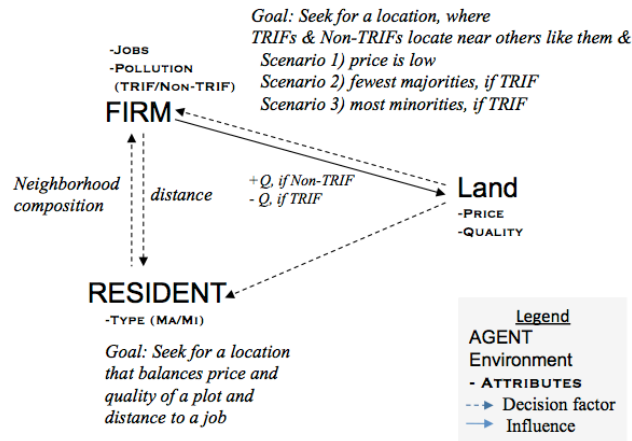 Goal: Seek for a location, where
TRIFs & Non-TRIFs locate near others like them &
Scenario 1) price is low
Scenario 2) fewest majorities, if TRIF
Scenario 3) most minorities, if TRIF
-JOBS
-POLLUTION
(TRIF/NON-TRIF)
FIRM
Neighborhood
composition
distance
+Q, if Non-TRIF
- Q, if TRIF
Land
-PRICE
-QUALITY
RESIDENT
-TYPE (MA/MI)
Goal: Seek for a location
that balances price and
quality of a plot and
distance to a job
Legend
AGENT
Environment
- ATTRIBUTES
Decision factor
Influence